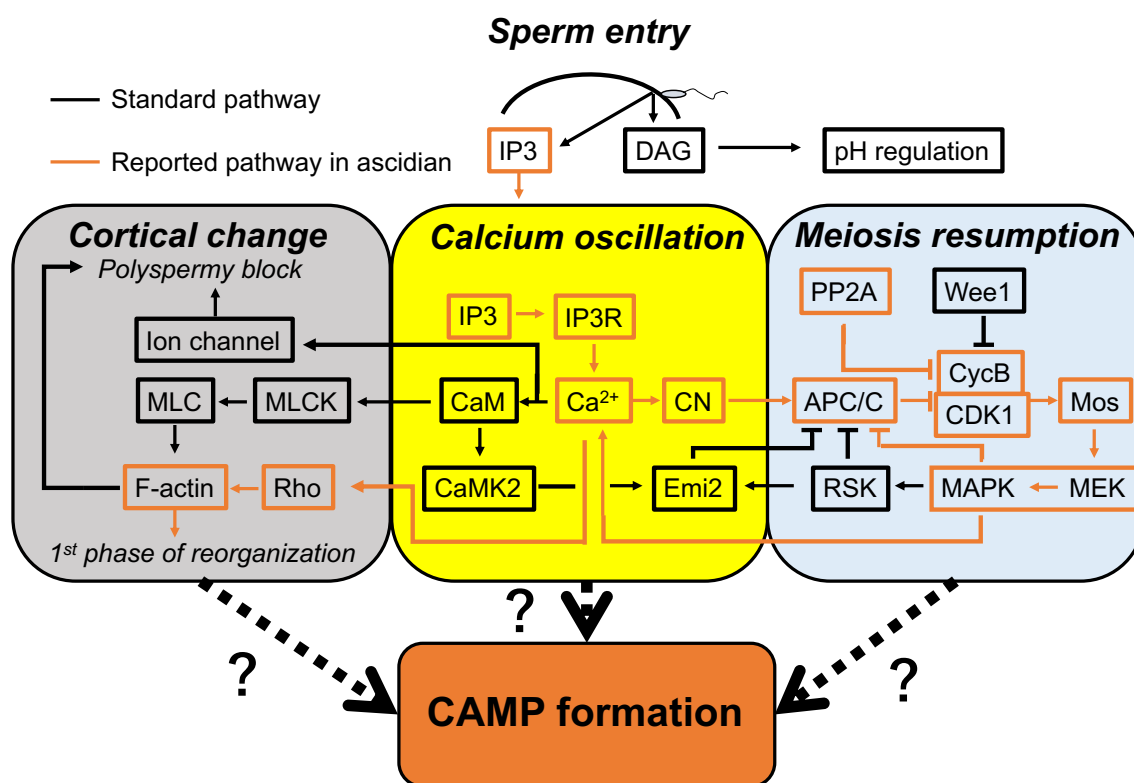 Sperm entry
Standard pathway
Reported pathway in ascidian
IP3
DAG
pH regulation
Cortical change
Polyspermy block
Ion channel
MLC
MLCK
F-actin
Rho
1st phase of reorganization
Calcium oscillation
IP3
IP3R
CaM
Ca2+
CN
CaMK2
Emi2
Meiosis resumption
PP2A
Wee1
CycB
APC/C
CDK1
Mos
RSK
MAPK
MEK
?
?
?
CAMP formation